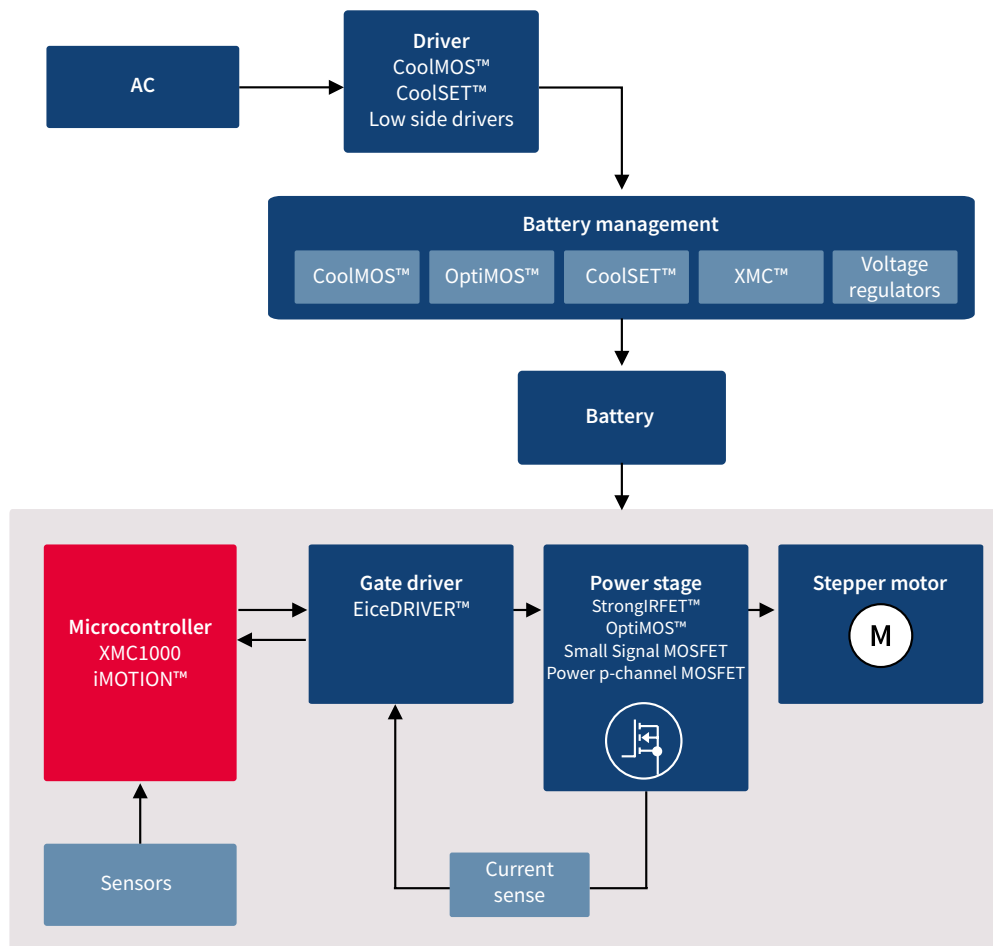 AC
Driver
CoolMOS™
CoolSET™
Low side drivers
Battery management
CoolMOS™
OptiMOS™
CoolSET™
XMC™
Voltage
regulators
Battery
Microcontroller
XMC1000
iMOTION™
Gate driver
EiceDRIVER™
Power stage
StrongIRFET™
OptiMOS™
Small Signal MOSFET
Power p-channel MOSFET
Stepper motor
M
Sensors
Current
sense